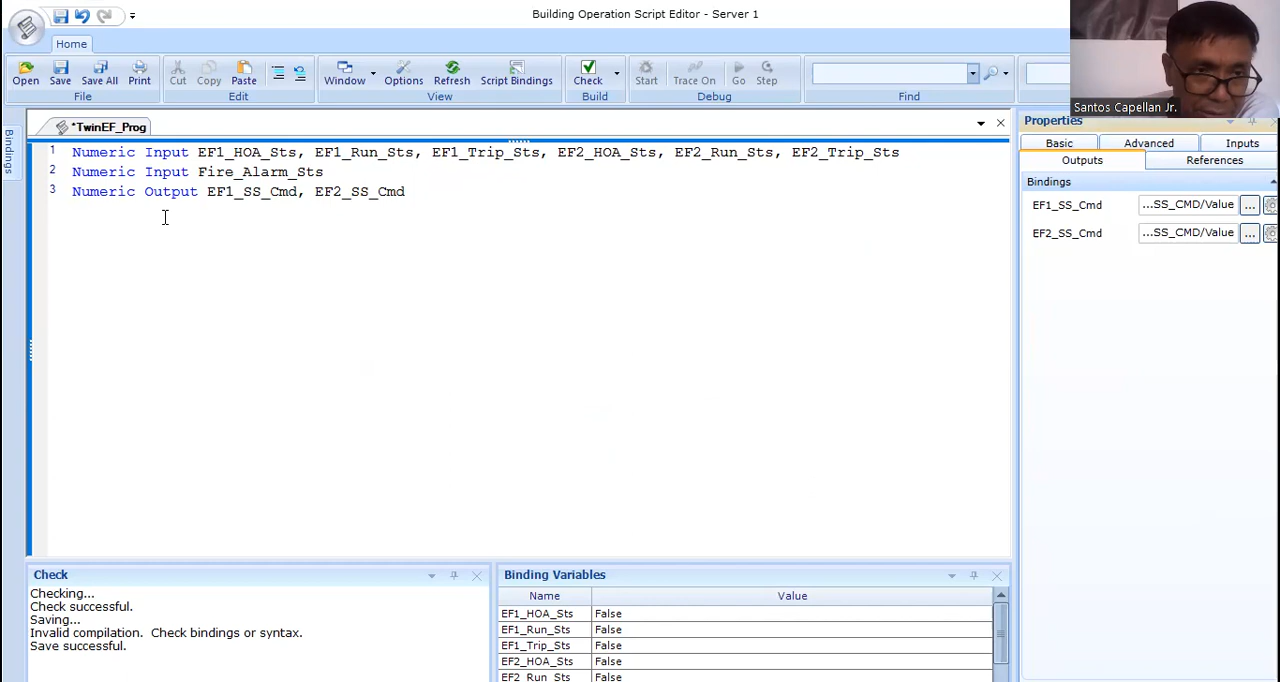 Building Operation Script Editor - Server 1
Home
Open Save Save All Print Cut Copy Paste Window Options Refresh Script Bindings Check Start Trace On Go Step
File Edit View Build Debug Find
Santos Capellan Jr.
*TwinEF_Prog
Bindings
1 Numeric Input EF1_HOA_Sts, EF1_Run_Sts, EF1_Trip_Sts, EF2_HOA_Sts, EF2_Run_Sts, EF2_Trip_Sts
2 Numeric Input Fire_Alarm_Sts
3 Numeric Output EF1_SS_Cmd, EF2_SS_Cmd
Properties
Basic Advanced Inputs
Outputs References
Bindings
EF1_SS_Cmd ...SS_CMD/Value ...
EF2_SS_Cmd ...SS_CMD/Value ...
Check
Checking...
Check successful.
Saving...
Invalid compilation. Check bindings or syntax.
Save successful.
Binding Variables
Name Value
EF1_HOA_Sts False
EF1_Run_Sts False
EF1_Trip_Sts False
EF2_HOA_Sts False
EF2_Run_Sts False